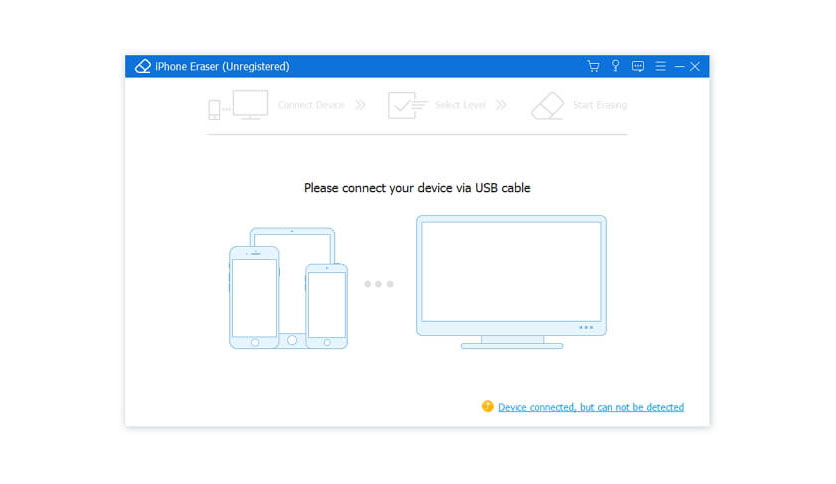 iPhone Eraser (Unregistered)
Connect Device
Select Level
Start Erasing
Please connect your device via USB cable
? Device connected, but can not be detected